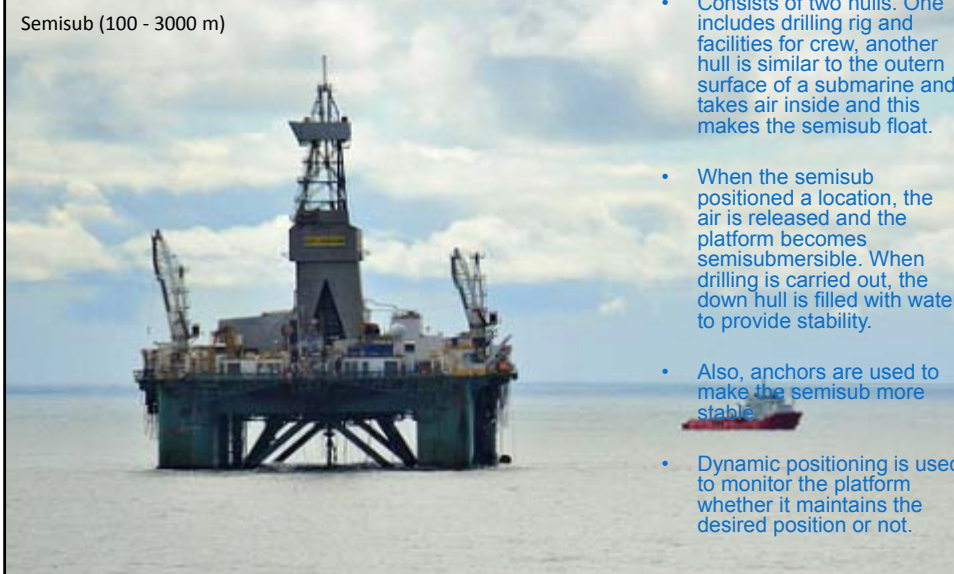 Semisub (100 - 3000 m)
• Consists of two hulls. One
includes drilling rig and
facilities for crew, another
hull is similar to the outern
surface of a submarine and
takes air inside and this
makes the semisub float.
• When the semisub
positioned a location, the
air is released and the
platform becomes
semisubmersible. When
drilling is carried out, the
down hull is filled with wate
to provide stability.
• Also, anchors are used to
make the semisub more
stable.
• Dynamic positioning is used
to monitor the platform
whether it maintains the
desired position or not.